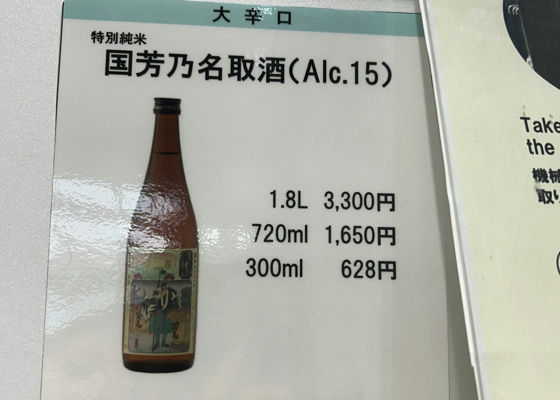 大辛口
特別純米
国芳乃名取酒(Alc.15)
1.8L 3,300円
720ml 1,650円
300ml 628円
Take
the
機械
取り